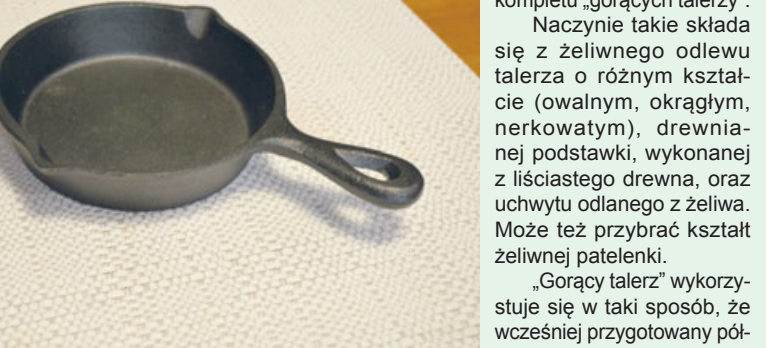 kompletu „gorących talerzy”.
Naczynie takie składa
się z żeliwnego odlewu
talerza o różnym kształ-
cie (owalnym, okrągłym,
nerkowatym), drewnia-
nej podstawki, wykonanej
z liściastego drewna, oraz
uchwytu odlanego z żeliwa.
Może też przybrać kształt
żeliwnej patelenki.
„Gorący talerz” wykorzy-
stuje się w taki sposób, że
wcześniej przygotowany pół-